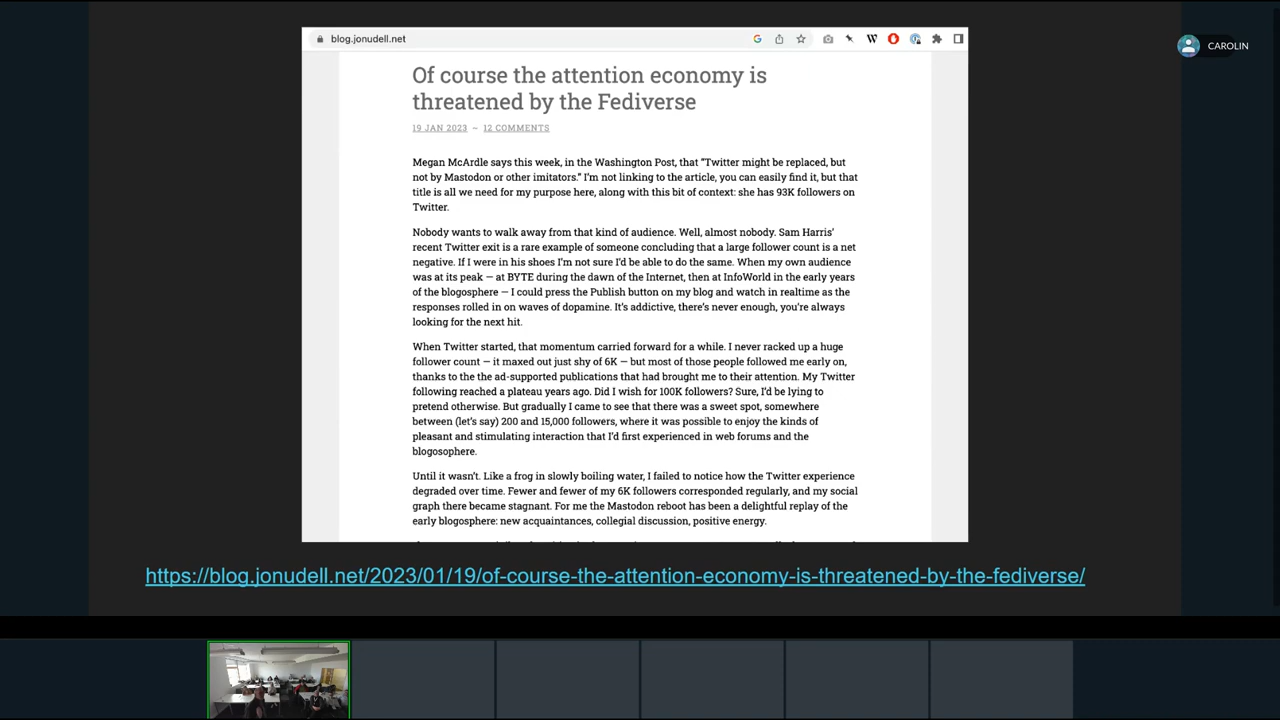 blog.jonudell.net
CAROLIN
Of course the attention economy is
threatened by the Fediverse
19 JAN 2023 ~ 12 COMMENTS
Megan McArdle says this week, in the Washington Post, that “Twitter might be replaced, but
not by Mastodon or other imitators.” I’m not linking to the article, you can easily find it, but that
title is all we need for my purpose here, along with this bit of context: she has 93K followers on
Twitter.
Nobody wants to walk away from that kind of audience. Well, almost nobody. Sam Harris’
recent Twitter exit is a rare example of someone concluding that a large follower count is a net
negative. If I were in his shoes I’m not sure I’d be able to do the same. When my own audience
was at its peak — at BYTE during the dawn of the Internet, then at InfoWorld in the early years
of the blogosphere — I could press the Publish button on my blog and watch in realtime as the
responses rolled in on waves of dopamine. It’s addictive, there’s never enough, you’re always
looking for the next hit.
When Twitter started, that momentum carried forward for a while. I never racked up a huge
follower count — it maxed out just shy of 6K — but most of those people followed me early on,
thanks to the the ad-supported publications that had brought me to their attention. My Twitter
following reached a plateau years ago. Did I wish for 100K followers? Sure, I’d be lying to
pretend otherwise. But gradually I came to see that there was a sweet spot, somewhere
between (let’s say) 200 and 15,000 followers, where it was possible to enjoy the kinds of
pleasant and stimulating interaction that I’d first experienced in web forums and the
blogosophere.
Until it wasn’t. Like a frog in slowly boiling water, I failed to notice how the Twitter experience
degraded over time. Fewer and fewer of my 6K followers corresponded regularly, and my social
graph there became stagnant. For me the Mastodon reboot has been a delightful replay of the
early blogosphere: new acquaintances, collegial discussion, positive energy.
https://blog.jonudell.net/2023/01/19/of-course-the-attention-economy-is-threatened-by-the-fediverse/